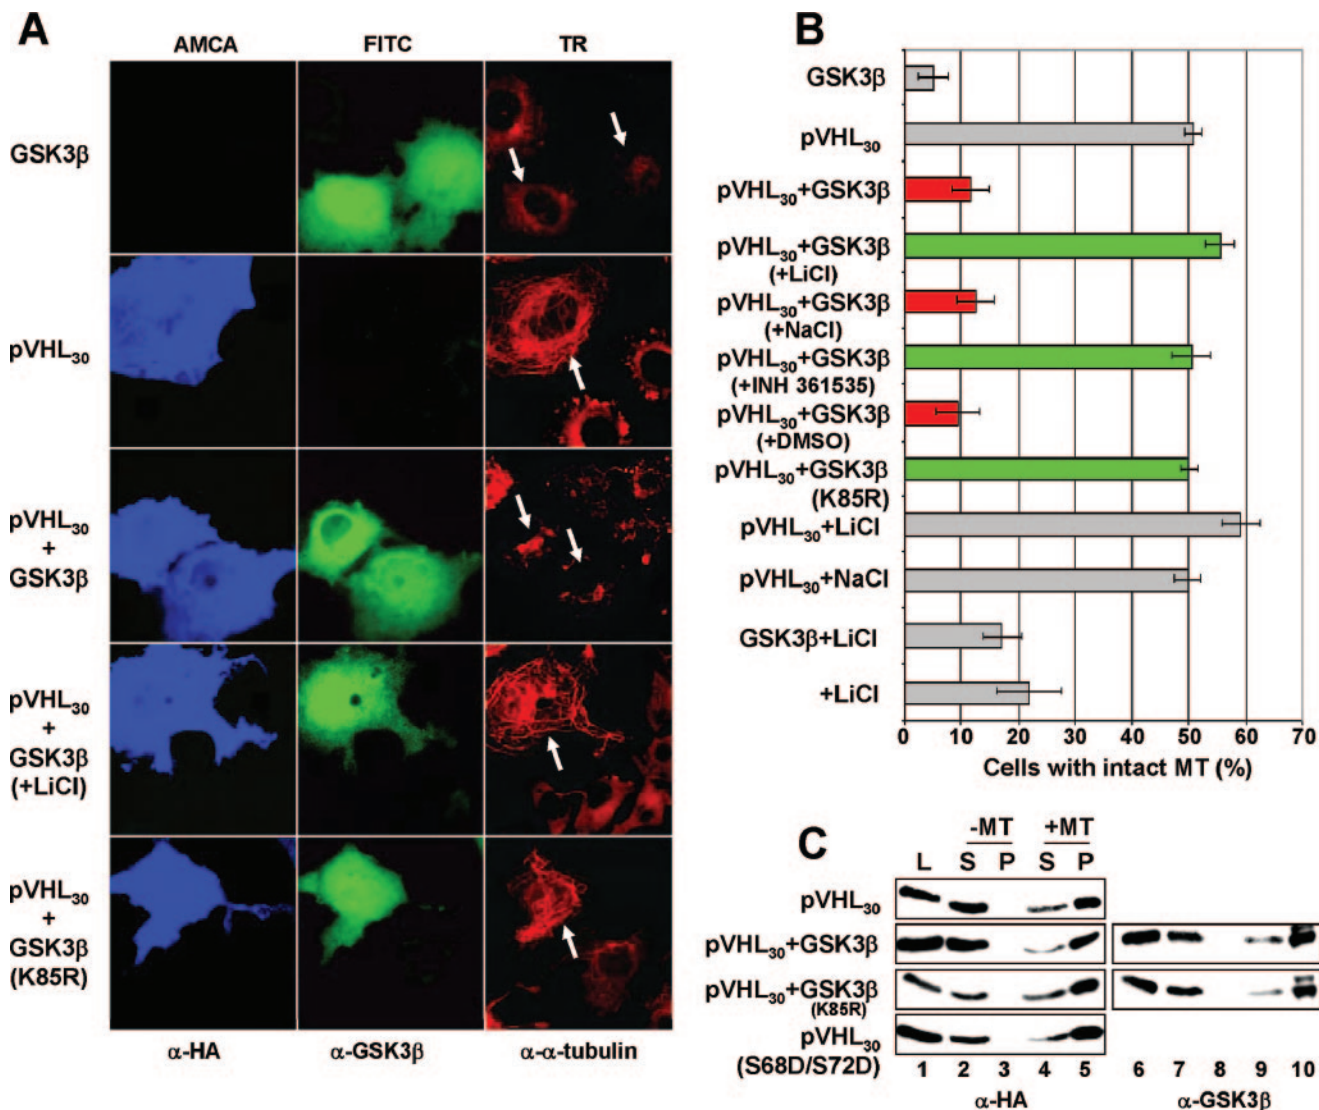 A
AMCA FITC TR
GSK3β
pVHL30
pVHL30
+
GSK3β
pVHL30
+
GSK3β
(+LiCl)
pVHL30
+
GSK3β
(K85R)
α-HA α-GSK3β α-α-tubulin
B
GSK3β
pVHL30
pVHL30+GSK3β
pVHL30+GSK3β
(+LiCl)
pVHL30+GSK3β
(+NaCl)
pVHL30+GSK3β
(+INH 361535)
pVHL30+GSK3β
(+DMSO)
pVHL30+GSK3β
(K85R)
pVHL30+LiCl
pVHL30+NaCl
GSK3β+LiCl
+LiCl
0 10 20 30 40 50 60 70
Cells with intact MT (%)
C
-MT +MT
L S P S P
pVHL30
pVHL30+GSK3β
pVHL30+GSK3β
(K85R)
pVHL30
(S68D/S72D)
1 2 3 4 5 6 7 8 9 10
α-HA α-GSK3β